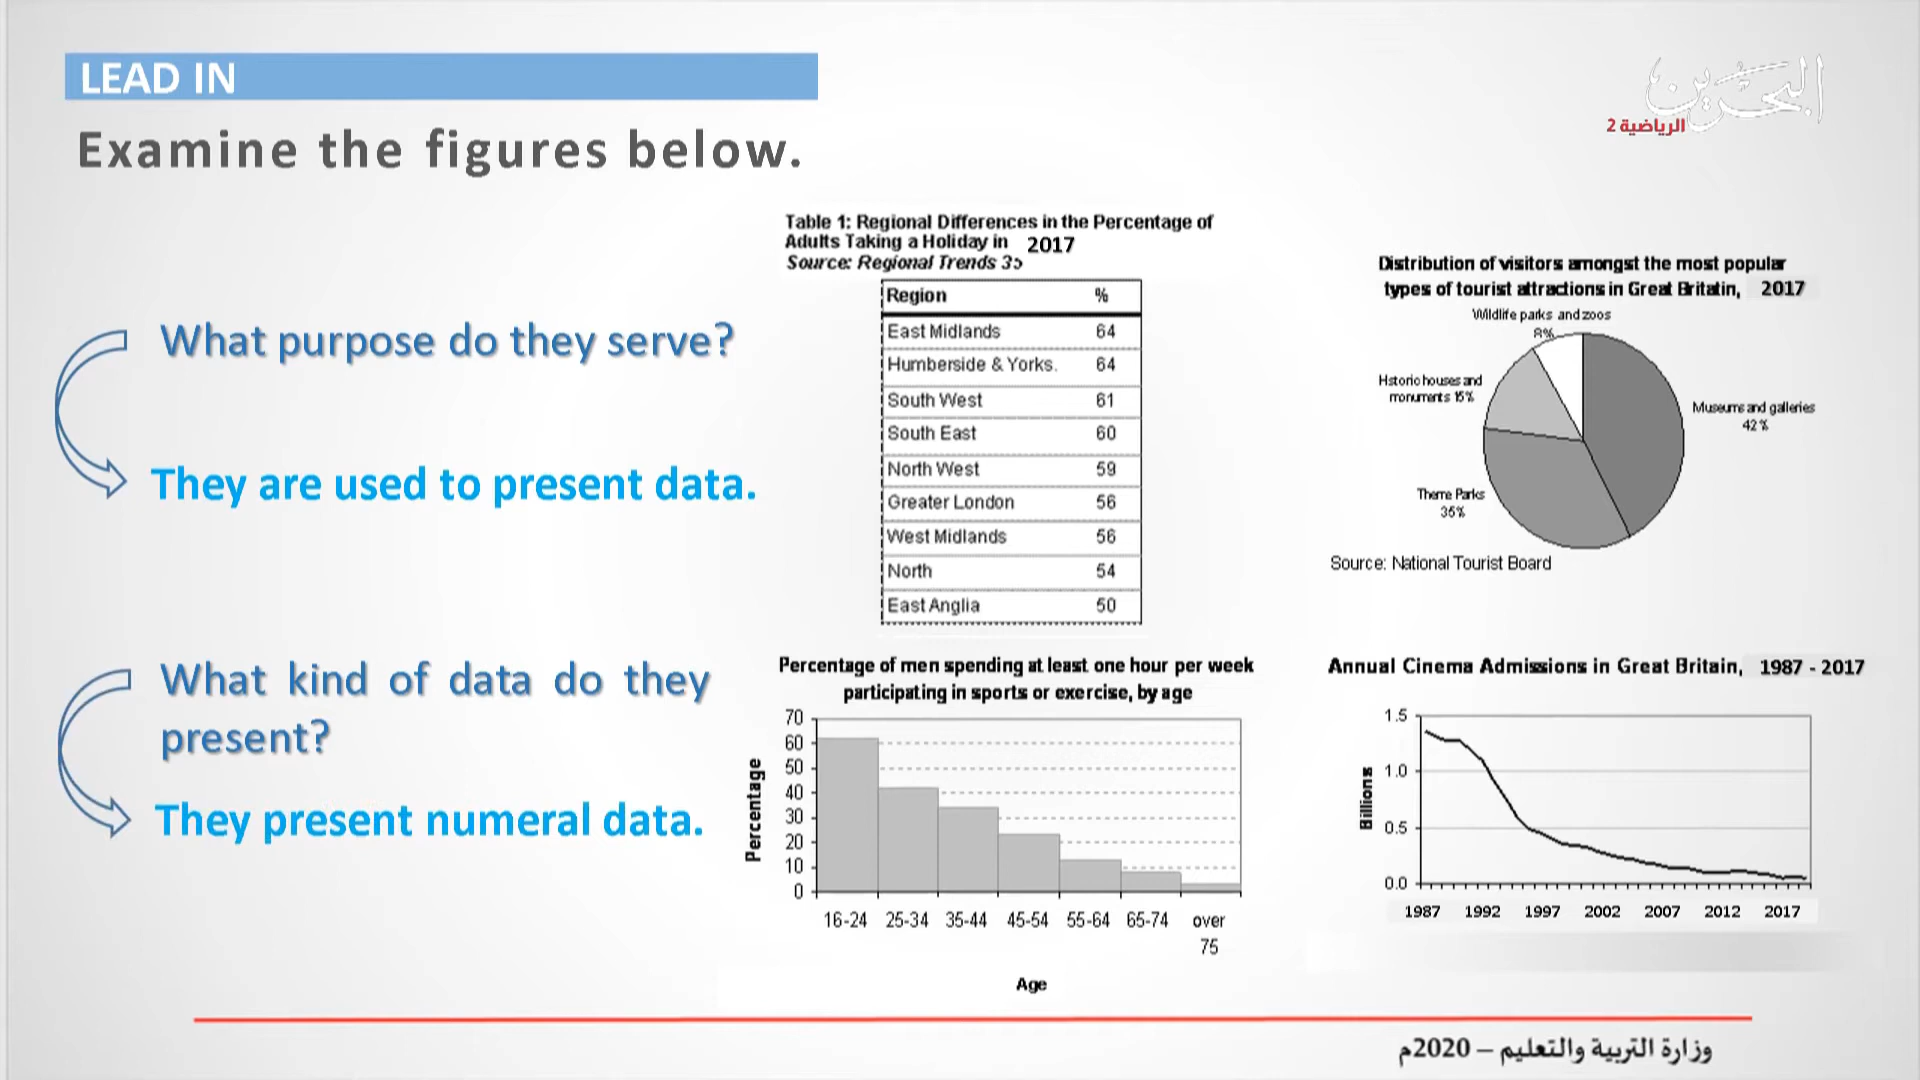 LEAD IN
Examine the figures below.
البحرين
الرياضية 2
What purpose do they serve?
They are used to present data.
What kind of data do they
present?
They present numeral data.
Table 1: Regional Differences in the Percentage of
Adults Taking a Holiday in 2017
Source: Regional Trends 35
Region %
East Midlands 64
Humberside & Yorks. 64
South West 61
South East 60
North West 59
Greater London 56
West Midlands 56
North 54
East Anglia 50
Distribution of visitors amongst the most popular
types of tourist attractions in Great Britatin, 2017
Wildlife parks and zoos
8%
Historic houses and
monuments 15%
Museums and galleries
42%
Theme Parks
35%
Source: National Tourist Board
Percentage of men spending at least one hour per week
participating in sports or exercise, by age
Percentage
70
60
50
40
30
20
10
0
16-24 25-34 35-44 45-54 55-64 65-74 over
75
Age
Annual Cinema Admissions in Great Britain, 1987 - 2017
Billions
1.5
1.0
0.5
0.0
1987 1992 1997 2002 2007 2012 2017
وزارة التربية والتعليم – 2020م